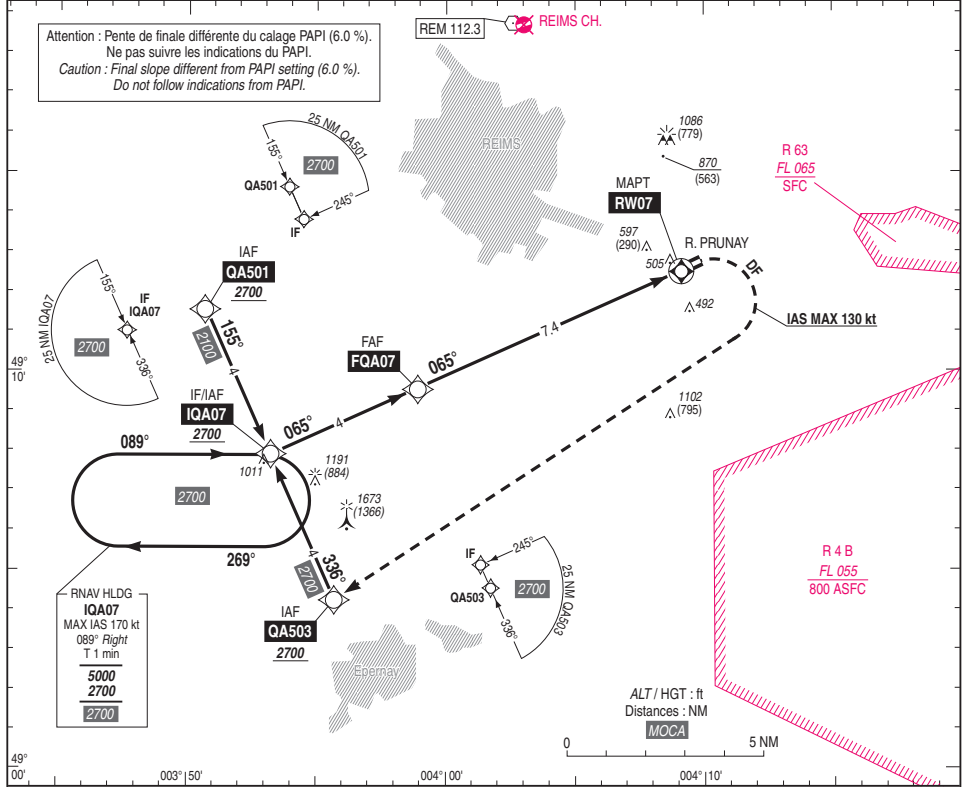 REM 112.3
REIMS CH.
Attention : Pente de finale différente du calage PAPI (6.0 %).
Ne pas suivre les indications du PAPI.
Caution : Final slope different from PAPI setting (6.0 %).
Do not follow indications from PAPI.
25 NM QA501
155°
2700
QA501
245°
IF
REIMS
1086
(779)
870
(563)
R 63
FL 065
SFC
MAPT
RW07
597
(290)
505
R. PRUNAY
492
DF
IAS MAX 130 kt
IAF
QA501
2700
155°
2100
4
25 NM IQA07
155°
IF
IQA07
2700
336°
49°
10'
FAF
FQA07
065°
7.4
IF/IAF
IQA07
2700
065°
4
1102
(795)
089°
1011
1191
(884)
2700
1673
(1366)
269°
4
336°
2700
IAF
QA503
2700
IF
245°
QA503
2700
336°
25 NM QA503
R 4 B
FL 055
800 ASFC
RNAV HLDG
IQA07
MAX IAS 170 kt
089° Right
T 1 min
5000
2700
2700
Epernay
ALT / HGT : ft
Distances : NM
MOCA
0
5 NM
49°
00'
003°50'
004°00'
004°10'